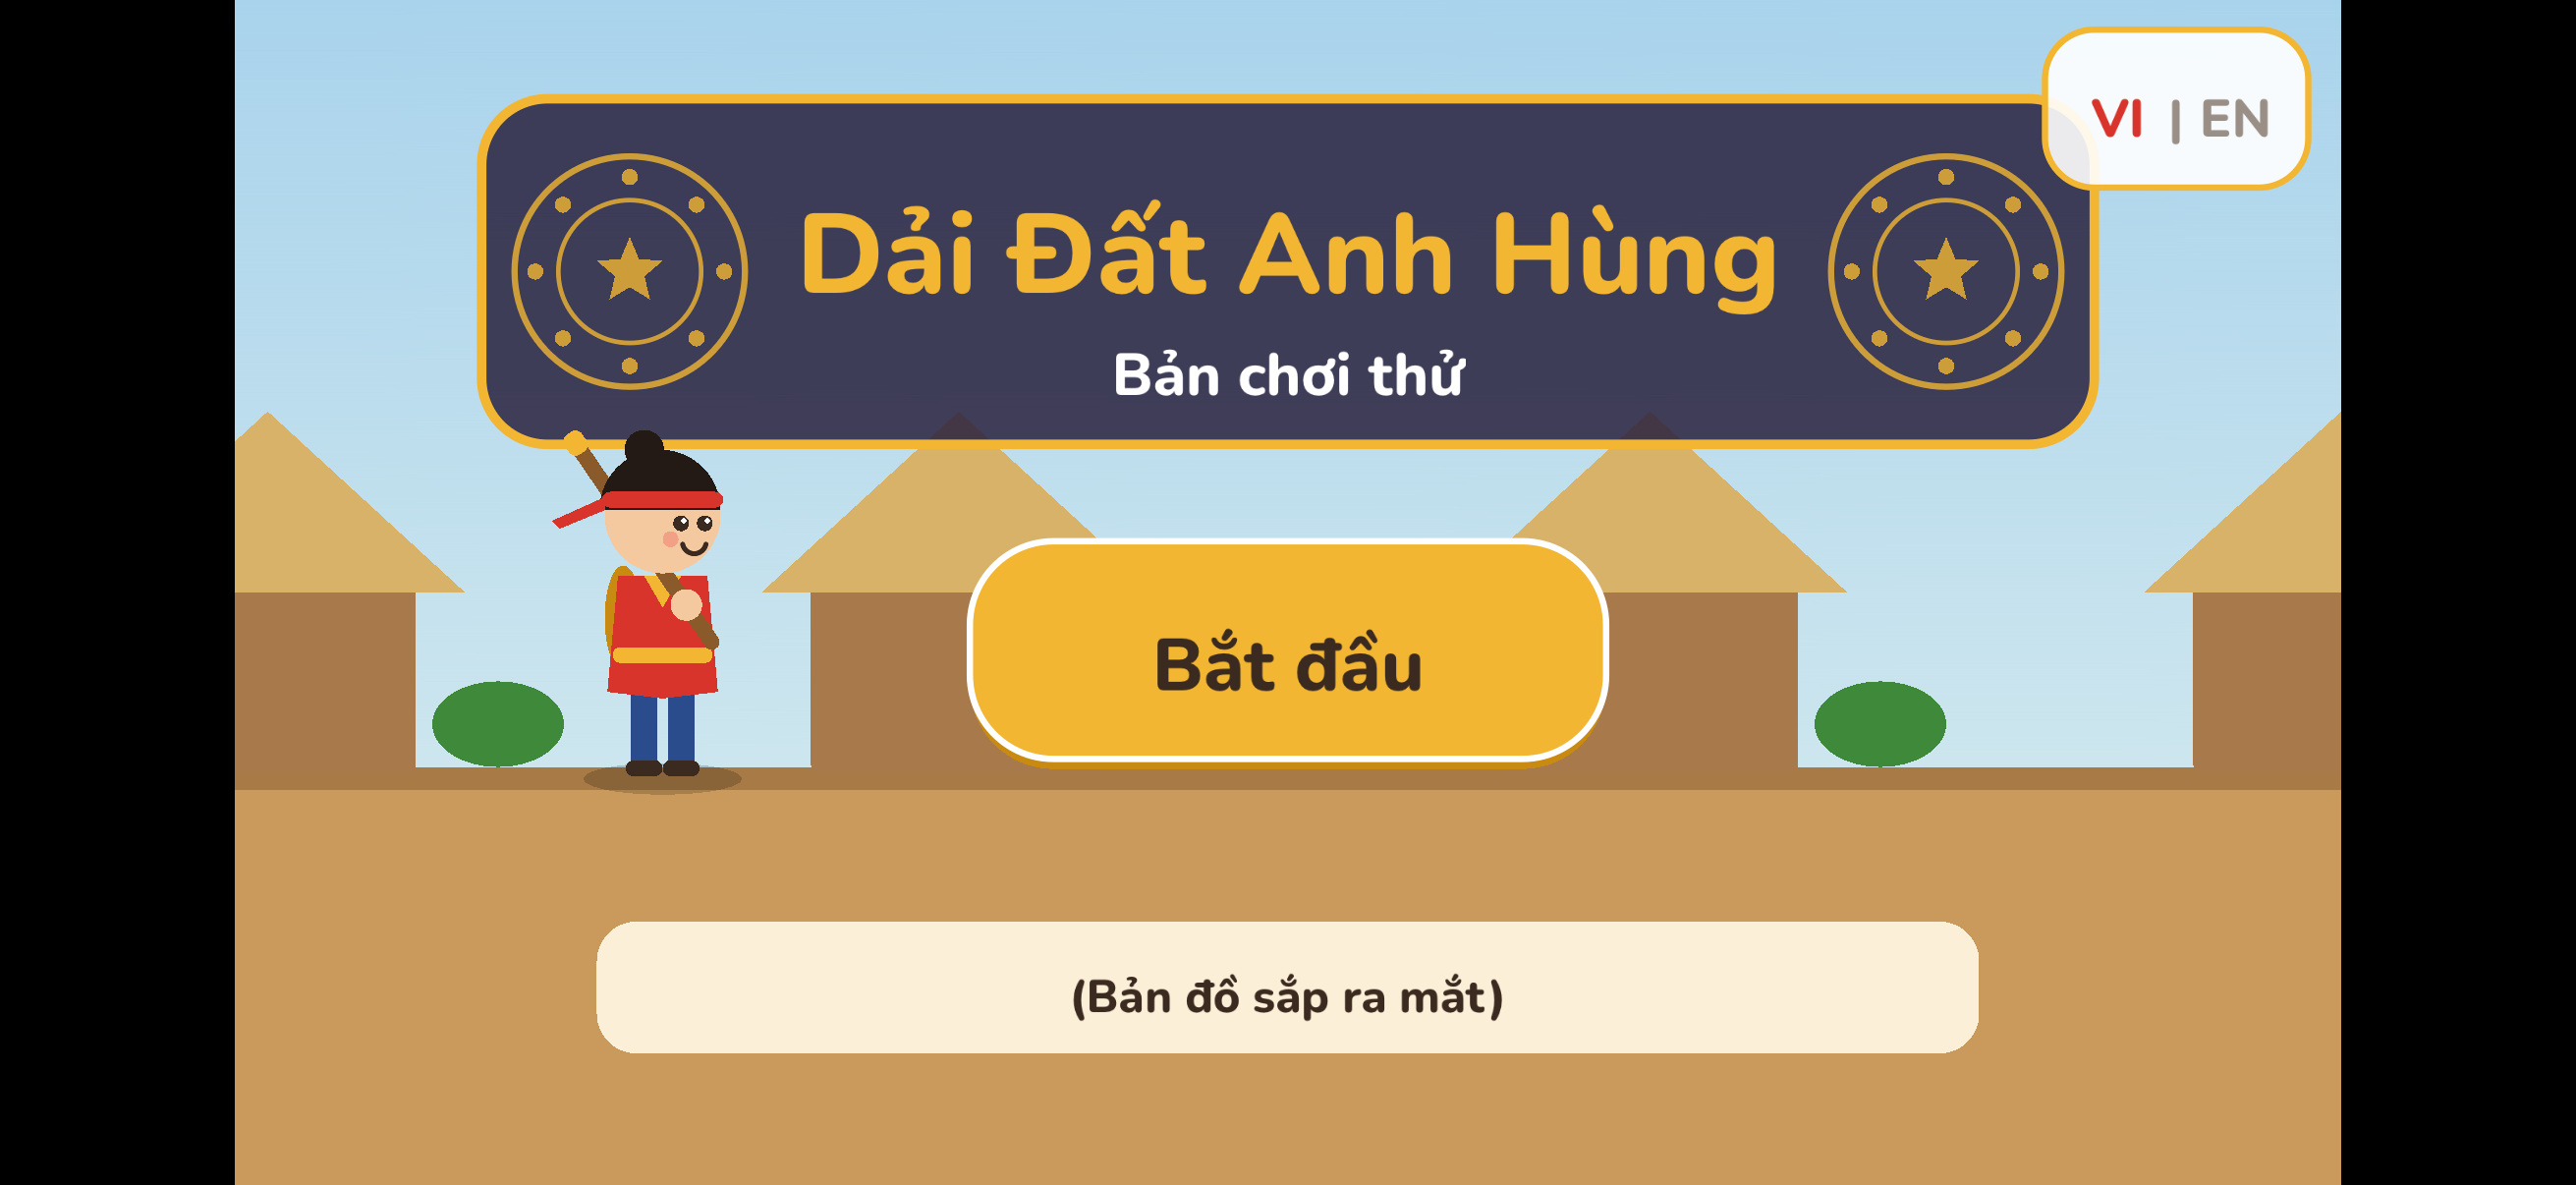 VI | EN
Dải Đất Anh Hùng
Bản chơi thử
Bắt đầu
(Bản đồ sắp ra mắt)